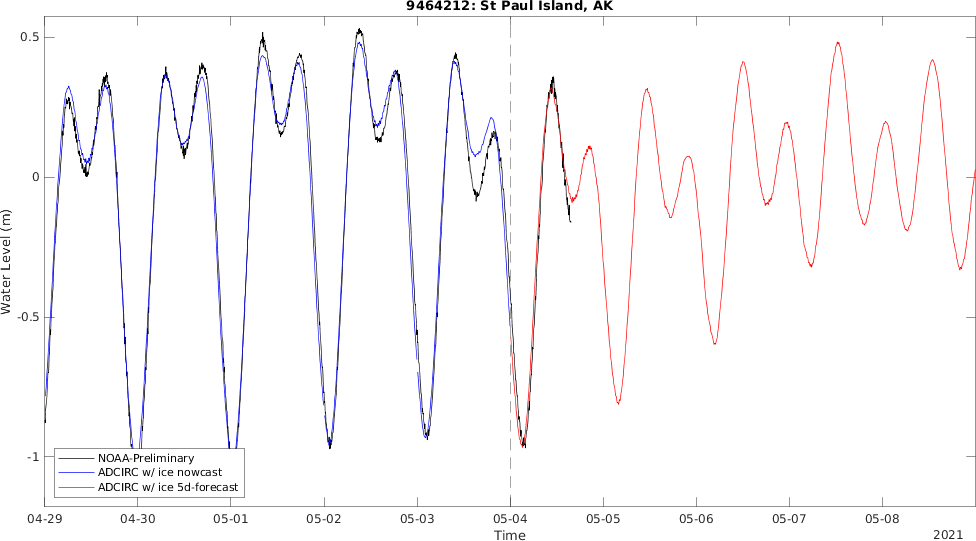 9464212: St Paul Island, AK
0.5
0
-0.5
-1
Water Level (m)
NOAA-Preliminary
ADCIRC w/ ice nowcast
ADCIRC w/ ice 5d-forecast
04-29 04-30 05-01 05-02 05-03 05-04 05-05 05-06 05-07 05-08
Time
2021